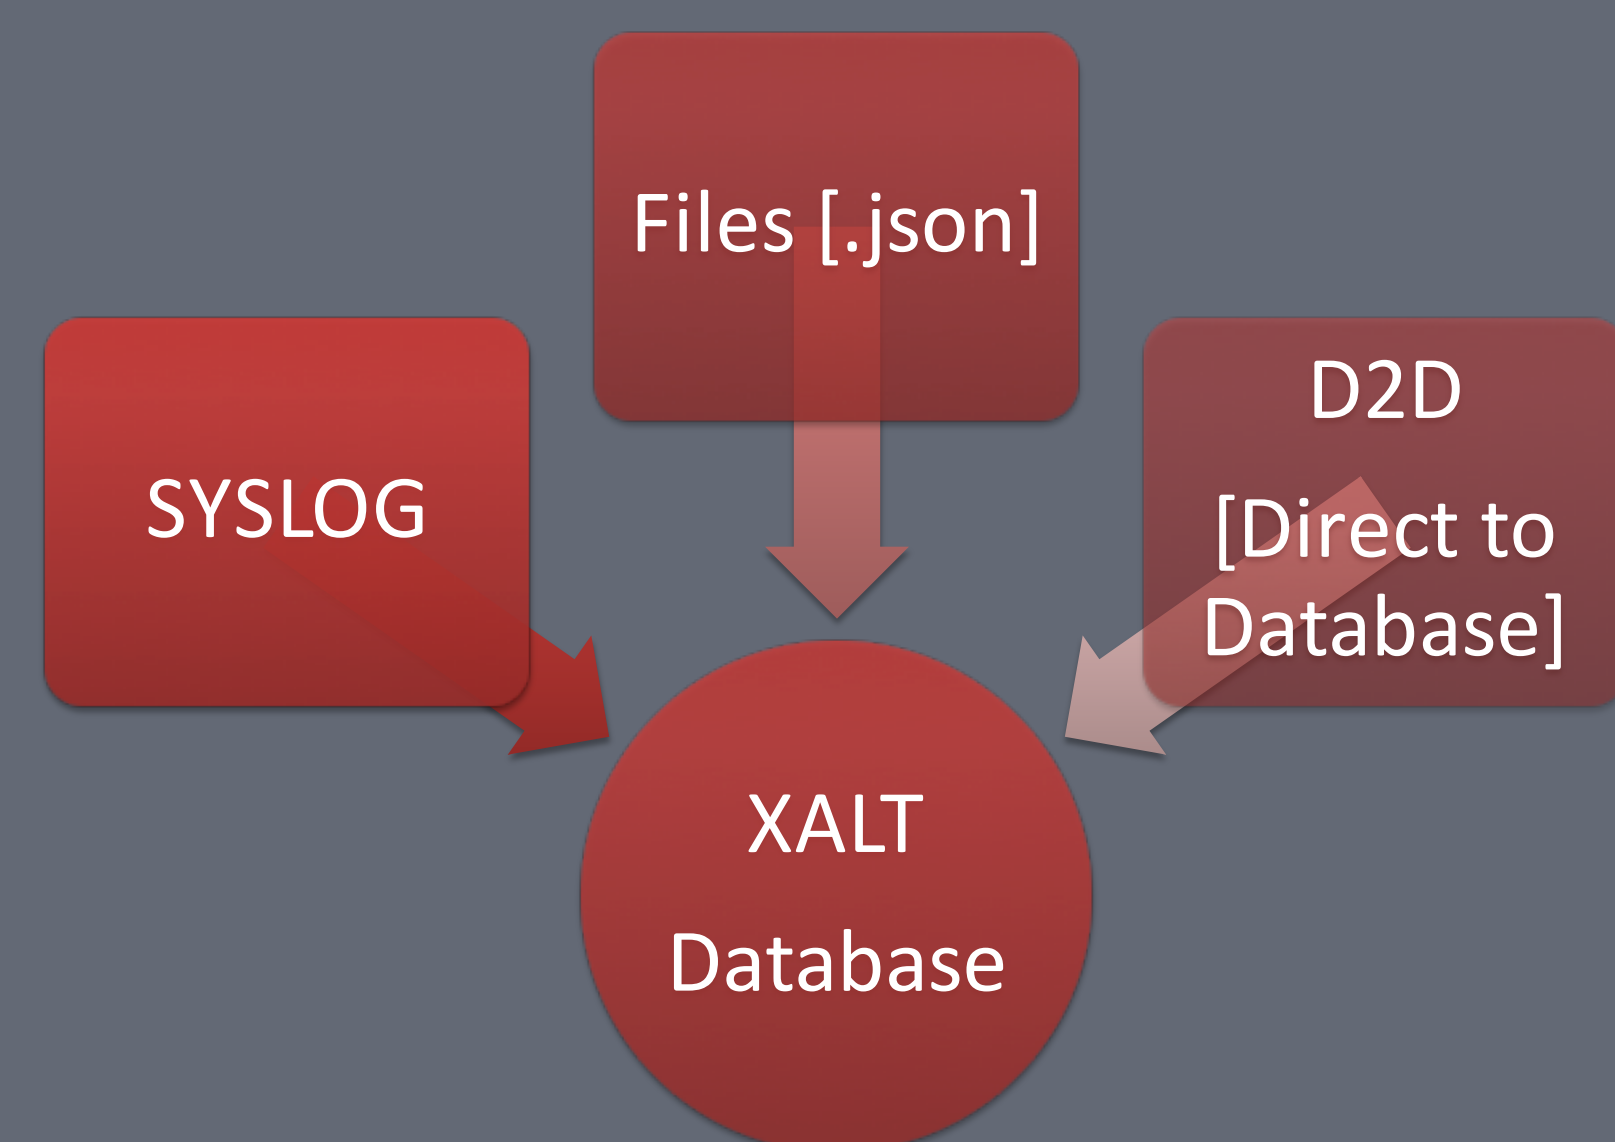 Files [.json]
SYSLOG
D2D
[Direct to
Database]
XALT
Database